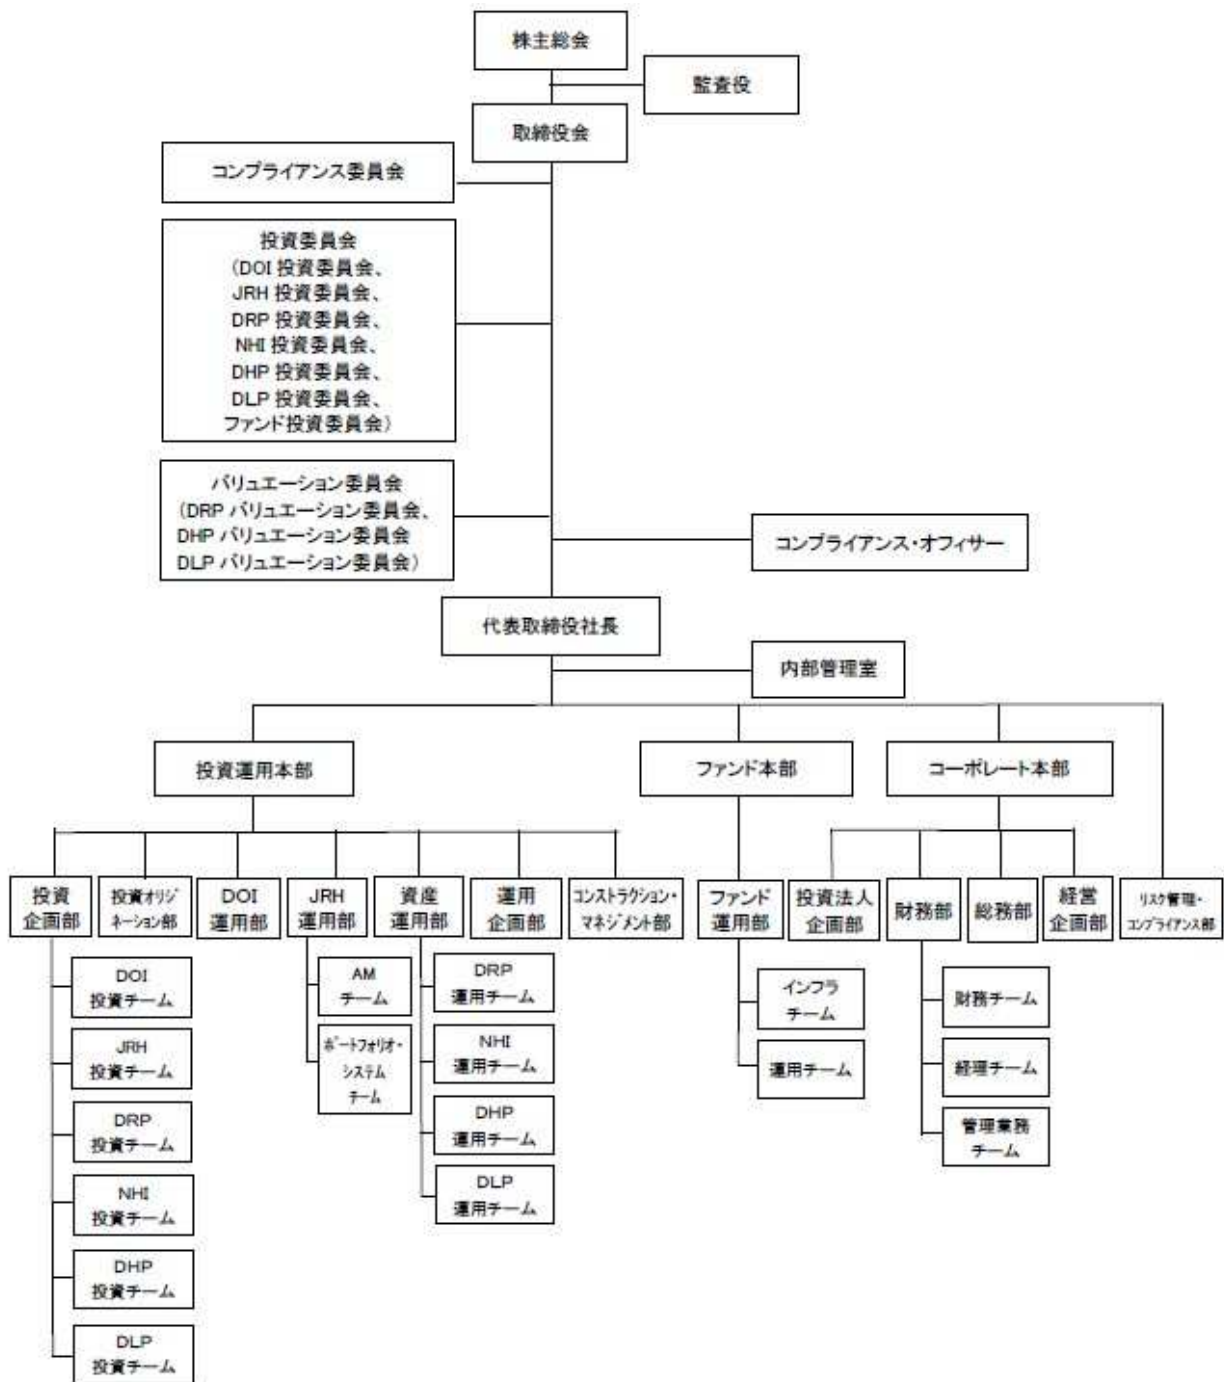 株主総会
監査役
取締役会
コンプライアンス委員会
投資委員会
(DOI 投資委員会、
JRH 投資委員会、
DRP 投資委員会、
NHI 投資委員会、
DHP 投資委員会、
DLP 投資委員会、
ファンド投資委員会)
バリュエーション委員会
(DRP バリュエーション委員会、
DHP バリュエーション委員会
DLP バリュエーション委員会)
コンプライアンス・オフィサー
代表取締役社長
内部管理室
投資運用本部
ファンド本部
コーポレート本部
投資
企画部
投資オリジ
ネーション部
DOI
運用部
JRH
運用部
資産
運用部
運用
企画部
コンストラクション・
マネジメント部
ファンド
運用部
投資法人
企画部
財務部
総務部
経営
企画部
リスク管理・
コンプライアンス部
DOI
投資チーム
JRH
投資チーム
DRP
投資チーム
NHI
投資チーム
DHP
投資チーム
DLP
投資チーム
AM
チーム
ポートフォリオ・
システム
チーム
DRP
運用チーム
NHI
運用チーム
DHP
運用チーム
DLP
運用チーム
インフラ
チーム
運用チーム
財務チーム
経理チーム
管理業務
チーム